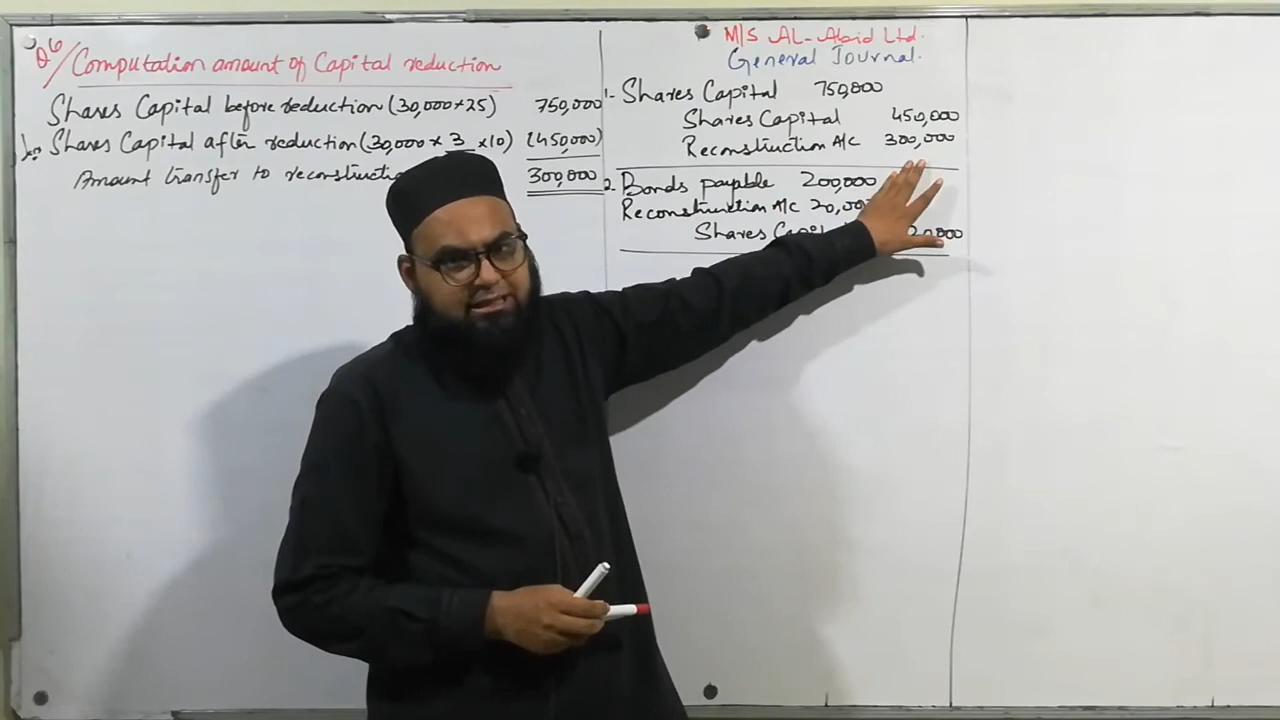 Q6/ Computation amount of Capital reduction
Shares Capital before reduction (30,000 × 25) 750,000
Less Shares Capital after reduction (30,000 × 3 × 10) (450,000)
Amount transfer to 300,000
M/S AL-Abid Ltd.
General Journal.
1- Shares Capital 750,000
Shares Capital 450,000
Reconstruction A/C 300,000
2- Bonds payable 200,000
Reconstruction A/C
Shares